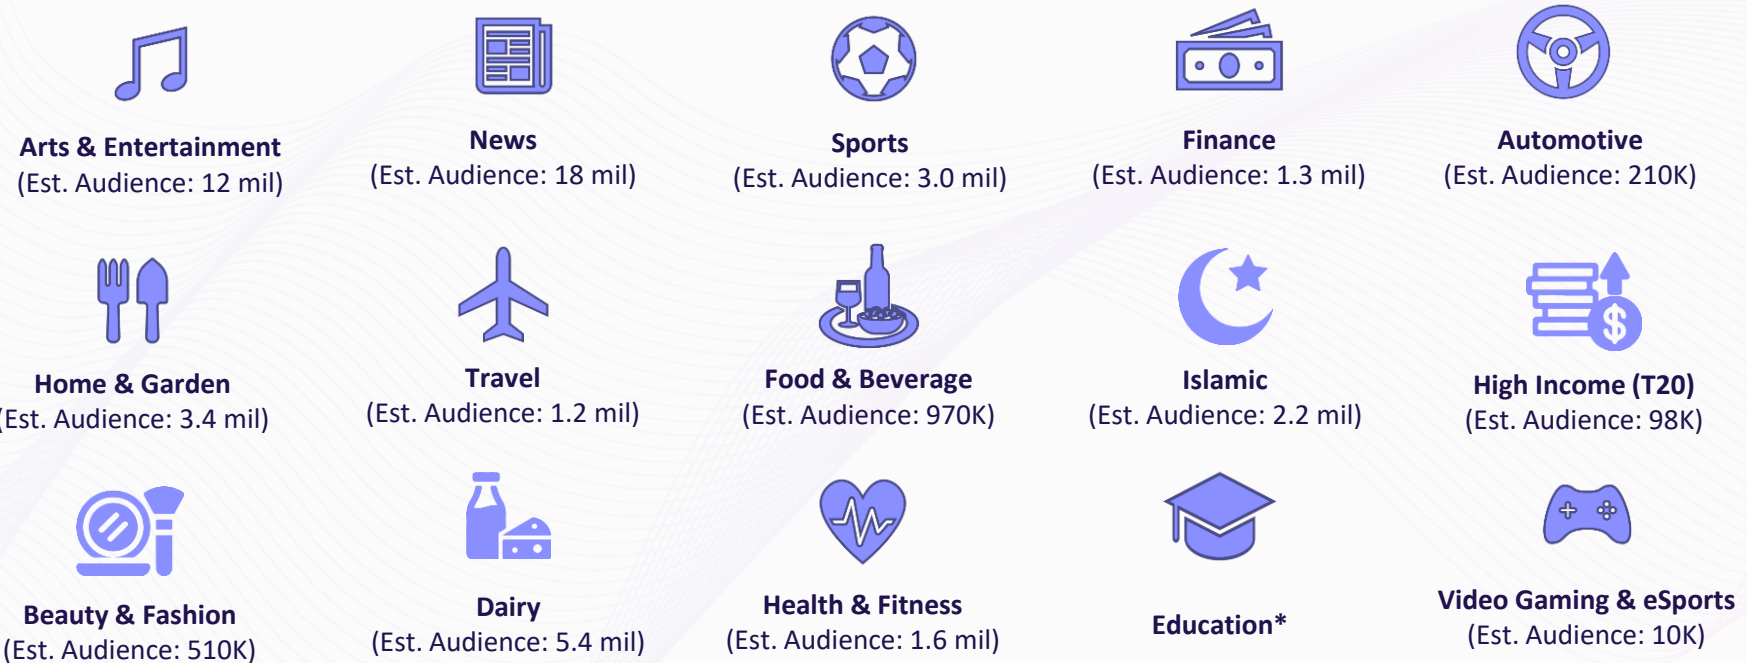 Arts & Entertainment
(Est. Audience: 12 mil)
News
(Est. Audience: 18 mil)
Sports
(Est. Audience: 3.0 mil)
Finance
(Est. Audience: 1.3 mil)
Automotive
(Est. Audience: 210K)
Home & Garden
(Est. Audience: 3.4 mil)
Travel
(Est. Audience: 1.2 mil)
Food & Beverage
(Est. Audience: 970K)
Islamic
(Est. Audience: 2.2 mil)
High Income (T20)
(Est. Audience: 98K)
Beauty & Fashion
(Est. Audience: 510K)
Dairy
(Est. Audience: 5.4 mil)
Health & Fitness
(Est. Audience: 1.6 mil)
Education*
Video Gaming & eSports
(Est. Audience: 10K)